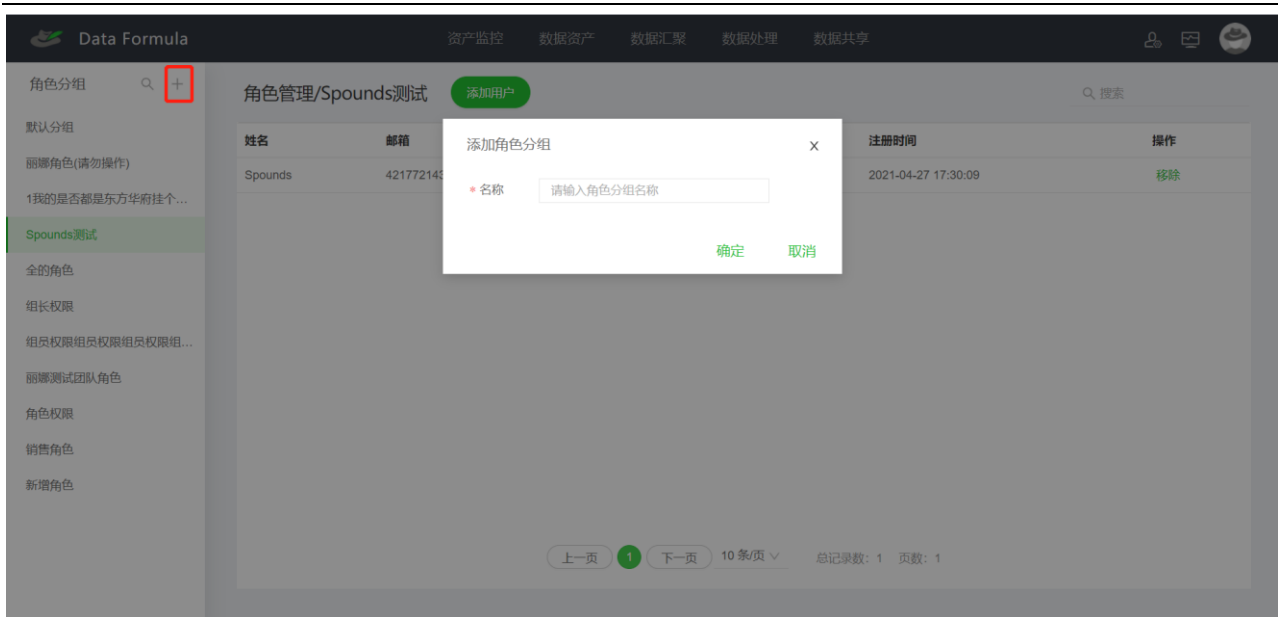 Data Formula
资产监控 数据资产 数据汇聚 数据处理 数据共享
角色分组
默认分组
丽娜角色(请勿操作)
1我的是否都是东方华府挂个...
Spounds测试
全的角色
组长权限
组员权限组员权限组员权限组...
丽娜测试团队角色
角色权限
销售角色
新增角色
角色管理/Spounds测试 添加用户 搜索
姓名 邮箱 注册时间 操作
Spounds 421772143 2021-04-27 17:30:09 移除
添加角色分组 x
* 名称 请输入角色分组名称
确定 取消
上一页 1 下一页 10 条/页 总记录数: 1 页数: 1